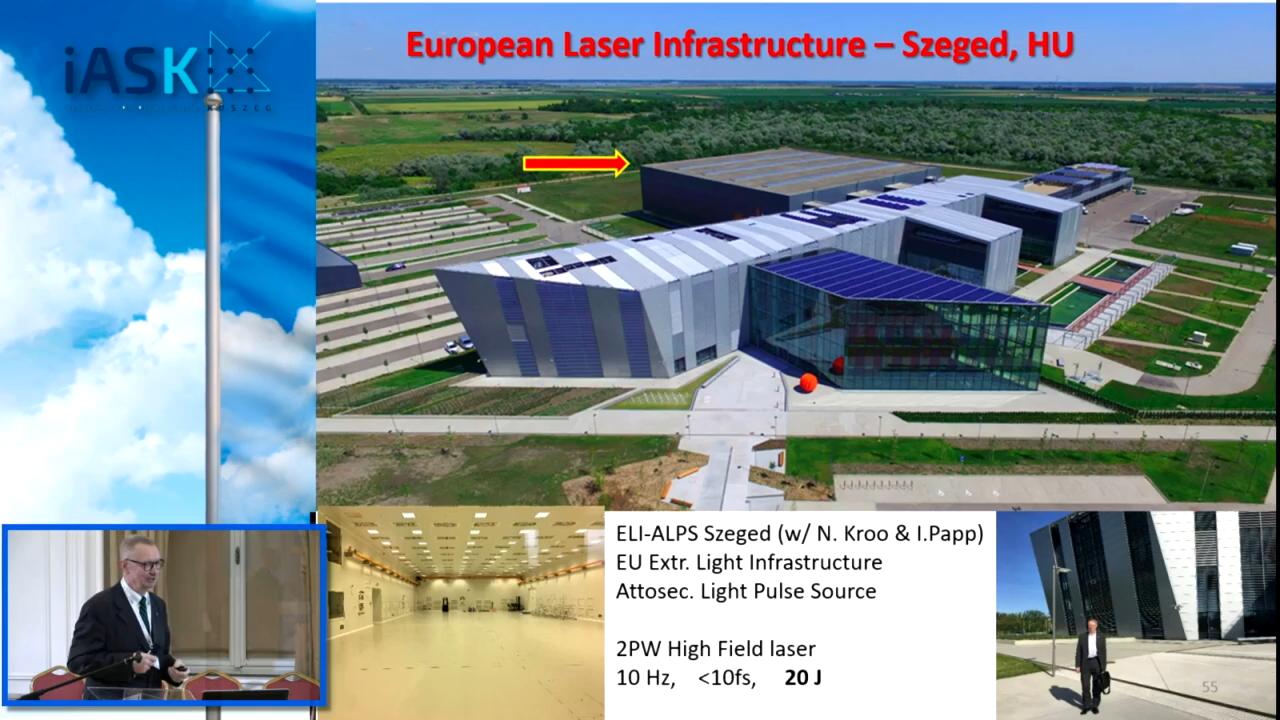 iASK
KOSZEG
European Laser Infrastructure – Szeged, HU
ELI-ALPS Szeged (w/ N. Kroo & I.Papp)
EU Extr. Light Infrastructure
Attosec. Light Pulse Source
2PW High Field laser
10 Hz, <10fs, 20 J
55